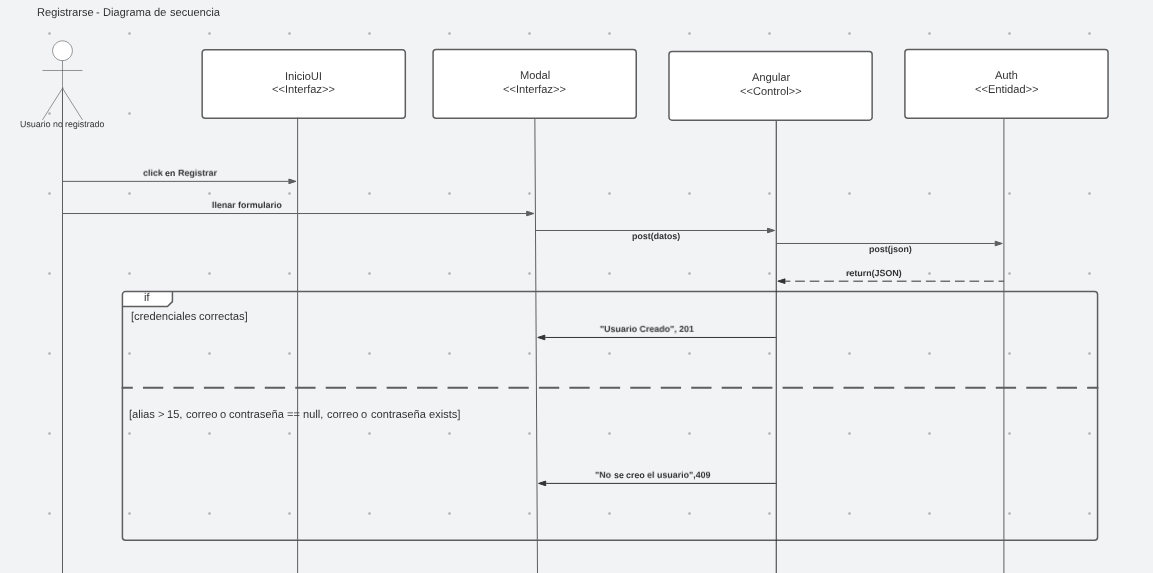 Registrarse - Diagrama de secuencia
Usuario no registrado
InicioUI
<<Interfaz>>
Modal
<<Interfaz>>
Angular
<<Control>>
Auth
<<Entidad>>
click en Registrar
llenar formulario
post(datos)
post(json)
return(JSON)
if
[credenciales correctas]
"Usuario Creado", 201
[alias > 15, correo o contraseña == null, correo o contraseña exists]
"No se creo el usuario",409